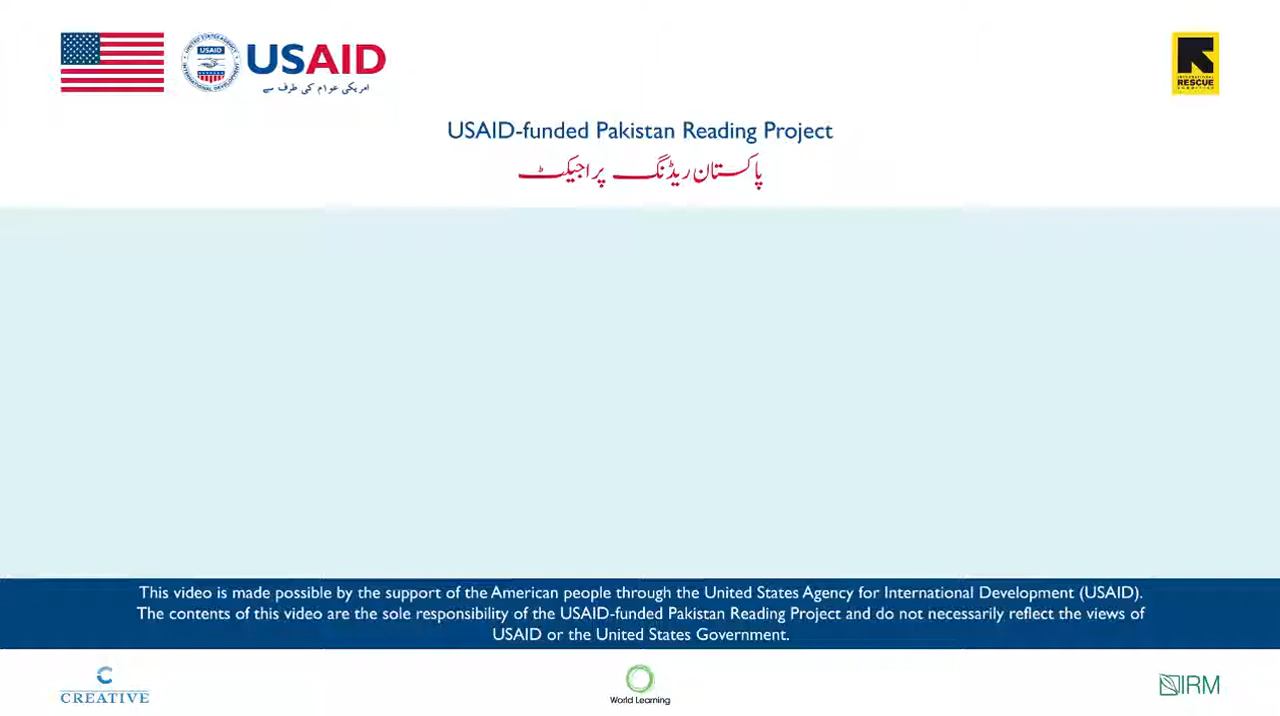 USAID
امریکی عوام کی طرف سے
INTERNATIONAL
RESCUE
COMMITTEE
USAID-funded Pakistan Reading Project
پاکستان ریڈنگ پراجیکٹ
This video is made possible by the support of the American people through the United States Agency for International Development (USAID).
The contents of this video are the sole responsibility of the USAID-funded Pakistan Reading Project and do not necessarily reflect the views of
USAID or the United States Government.
CREATIVE
World Learning
IRM